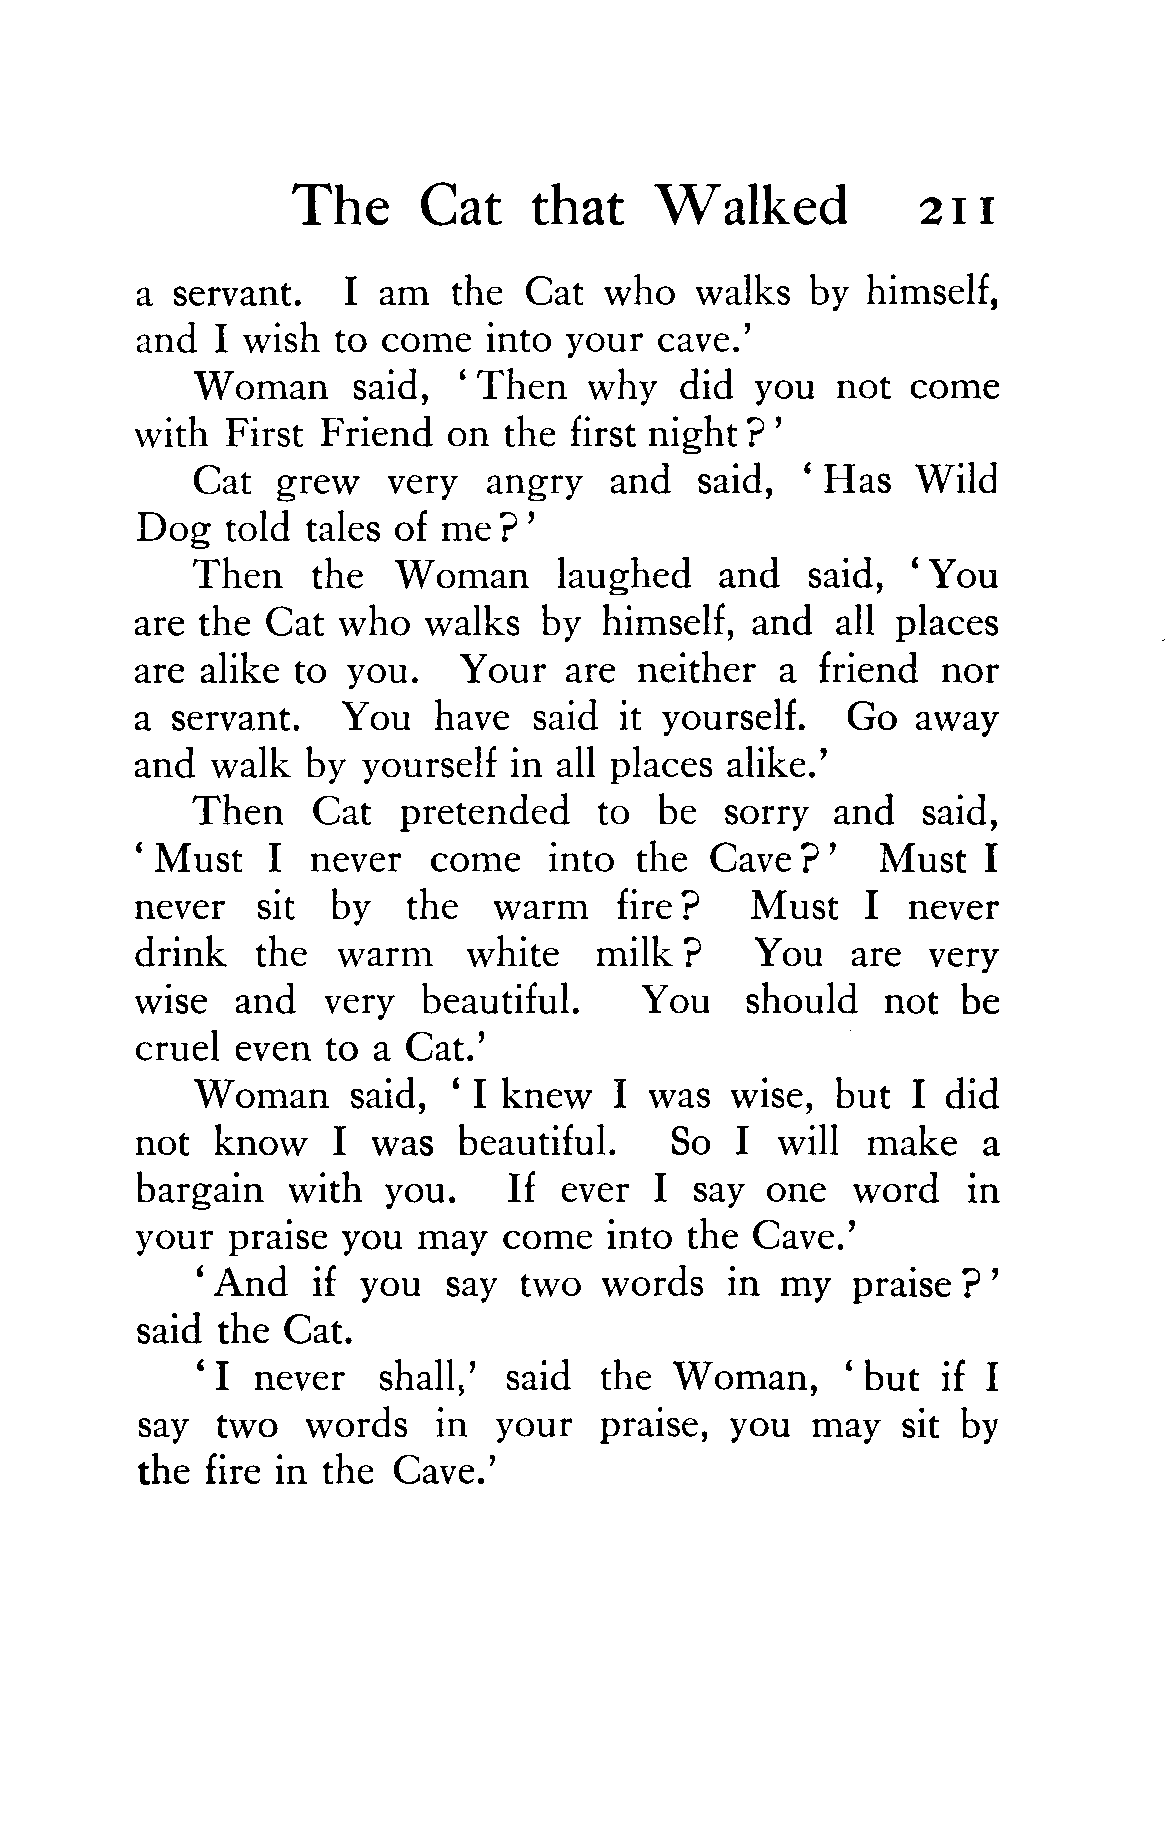 The Cat that Walked 211
a servant. I am the Cat who walks by himself,
and I wish to come into your cave.'
Woman said, ‘Then why did you not come
with First Friend on the first night?’
Cat grew very angry and said, ‘Has Wild
Dog told tales of me?’
Then the Woman laughed and said, ‘You
are the Cat who walks by himself, and all places
are alike to you. Your are neither a friend nor
a servant. You have said it yourself. Go away
and walk by yourself in all places alike.’
Then Cat pretended to be sorry and said,
‘Must I never come into the Cave?’ Must I
never sit by the warm fire? Must I never
drink the warm white milk? You are very
wise and very beautiful. You should not be
cruel even to a Cat.’
Woman said, ‘I knew I was wise, but I did
not know I was beautiful. So I will make a
bargain with you. If ever I say one word in
your praise you may come into the Cave.’
‘And if you say two words in my praise?’
said the Cat.
‘I never shall,’ said the Woman, ‘but if I
say two words in your praise, you may sit by
the fire in the Cave.’